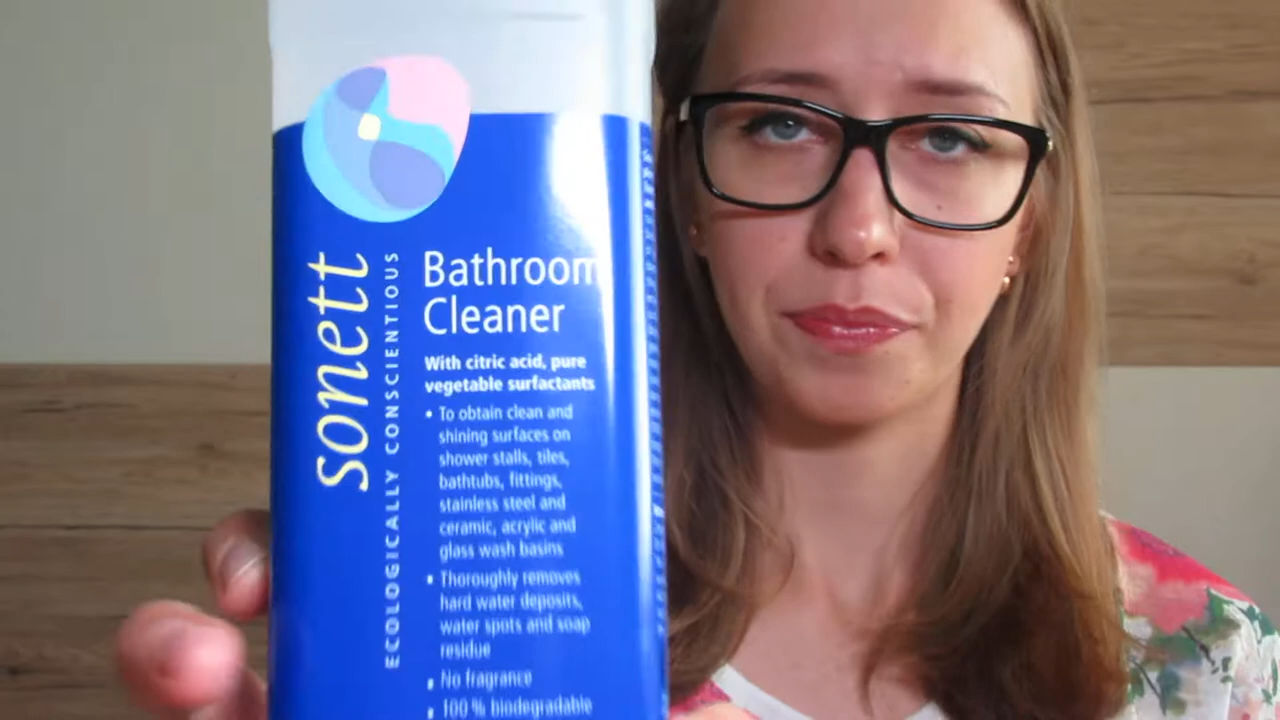 sonett
ECOLOGICALLY CONSCIENTIOUS
Bathroom
Cleaner
With citric acid, pure
vegetable surfactants
• To obtain clean and
shining surfaces on
shower stalls, tiles,
bathtubs, fittings,
stainless steel and
ceramic, acrylic and
glass wash basins
• Thoroughly removes
hard water deposits,
water spots and soap
residue
• No fragrance
• 100 % biodegradable